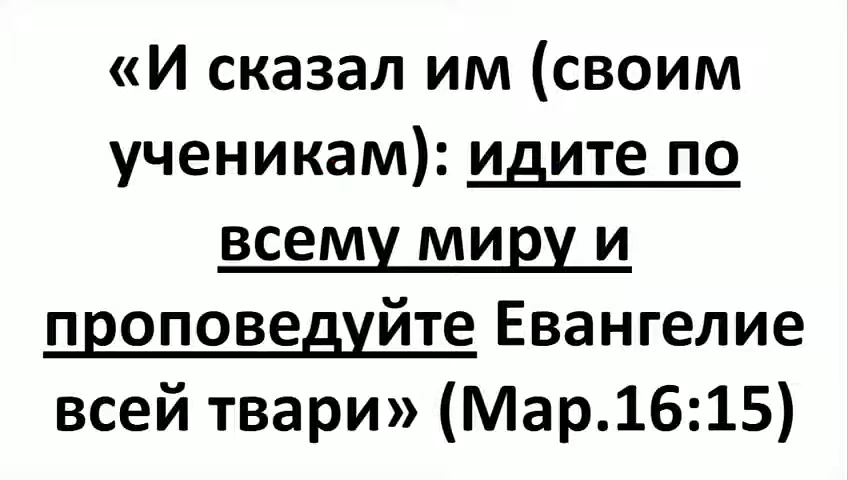 «И сказал им (своим
ученикам): идите по
всему миру и
проповедуйте Евангелие
всей твари» (Мар.16:15)